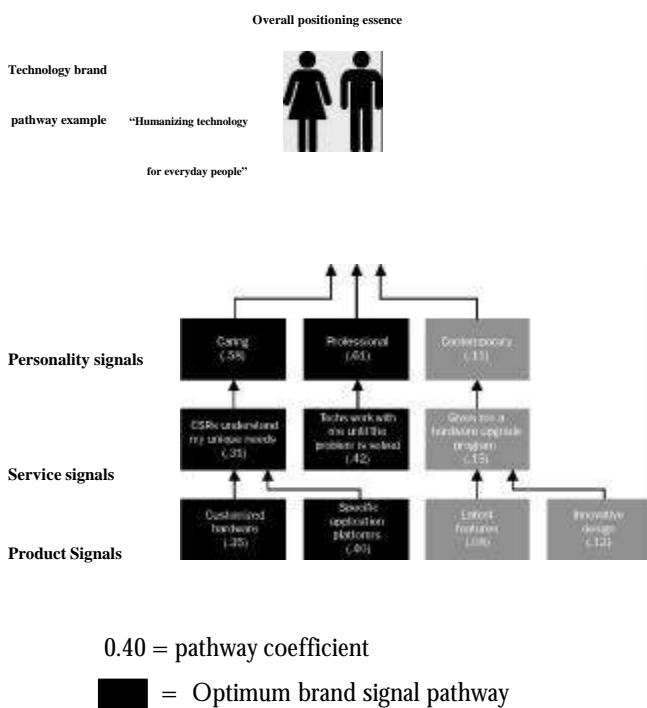 Overall positioning essence
Technology brand
pathway example
“Humanizing technology
for everyday people”
Personality signals
Caring
Professional
(.61)
Contemporary
(.11)
Service signals
CSRs understand
my unique needs
(.31)
Techs work with
me until the
problem is solved
(.42)
Gives me a
hardware upgrade
program
(.15)
Product Signals
Customized
hardware
(.35)
Specific
application
platforms
(.40)
Latest
features
Innovative
design
(.12)
0.40 = pathway coefficient
= Optimum brand signal pathway